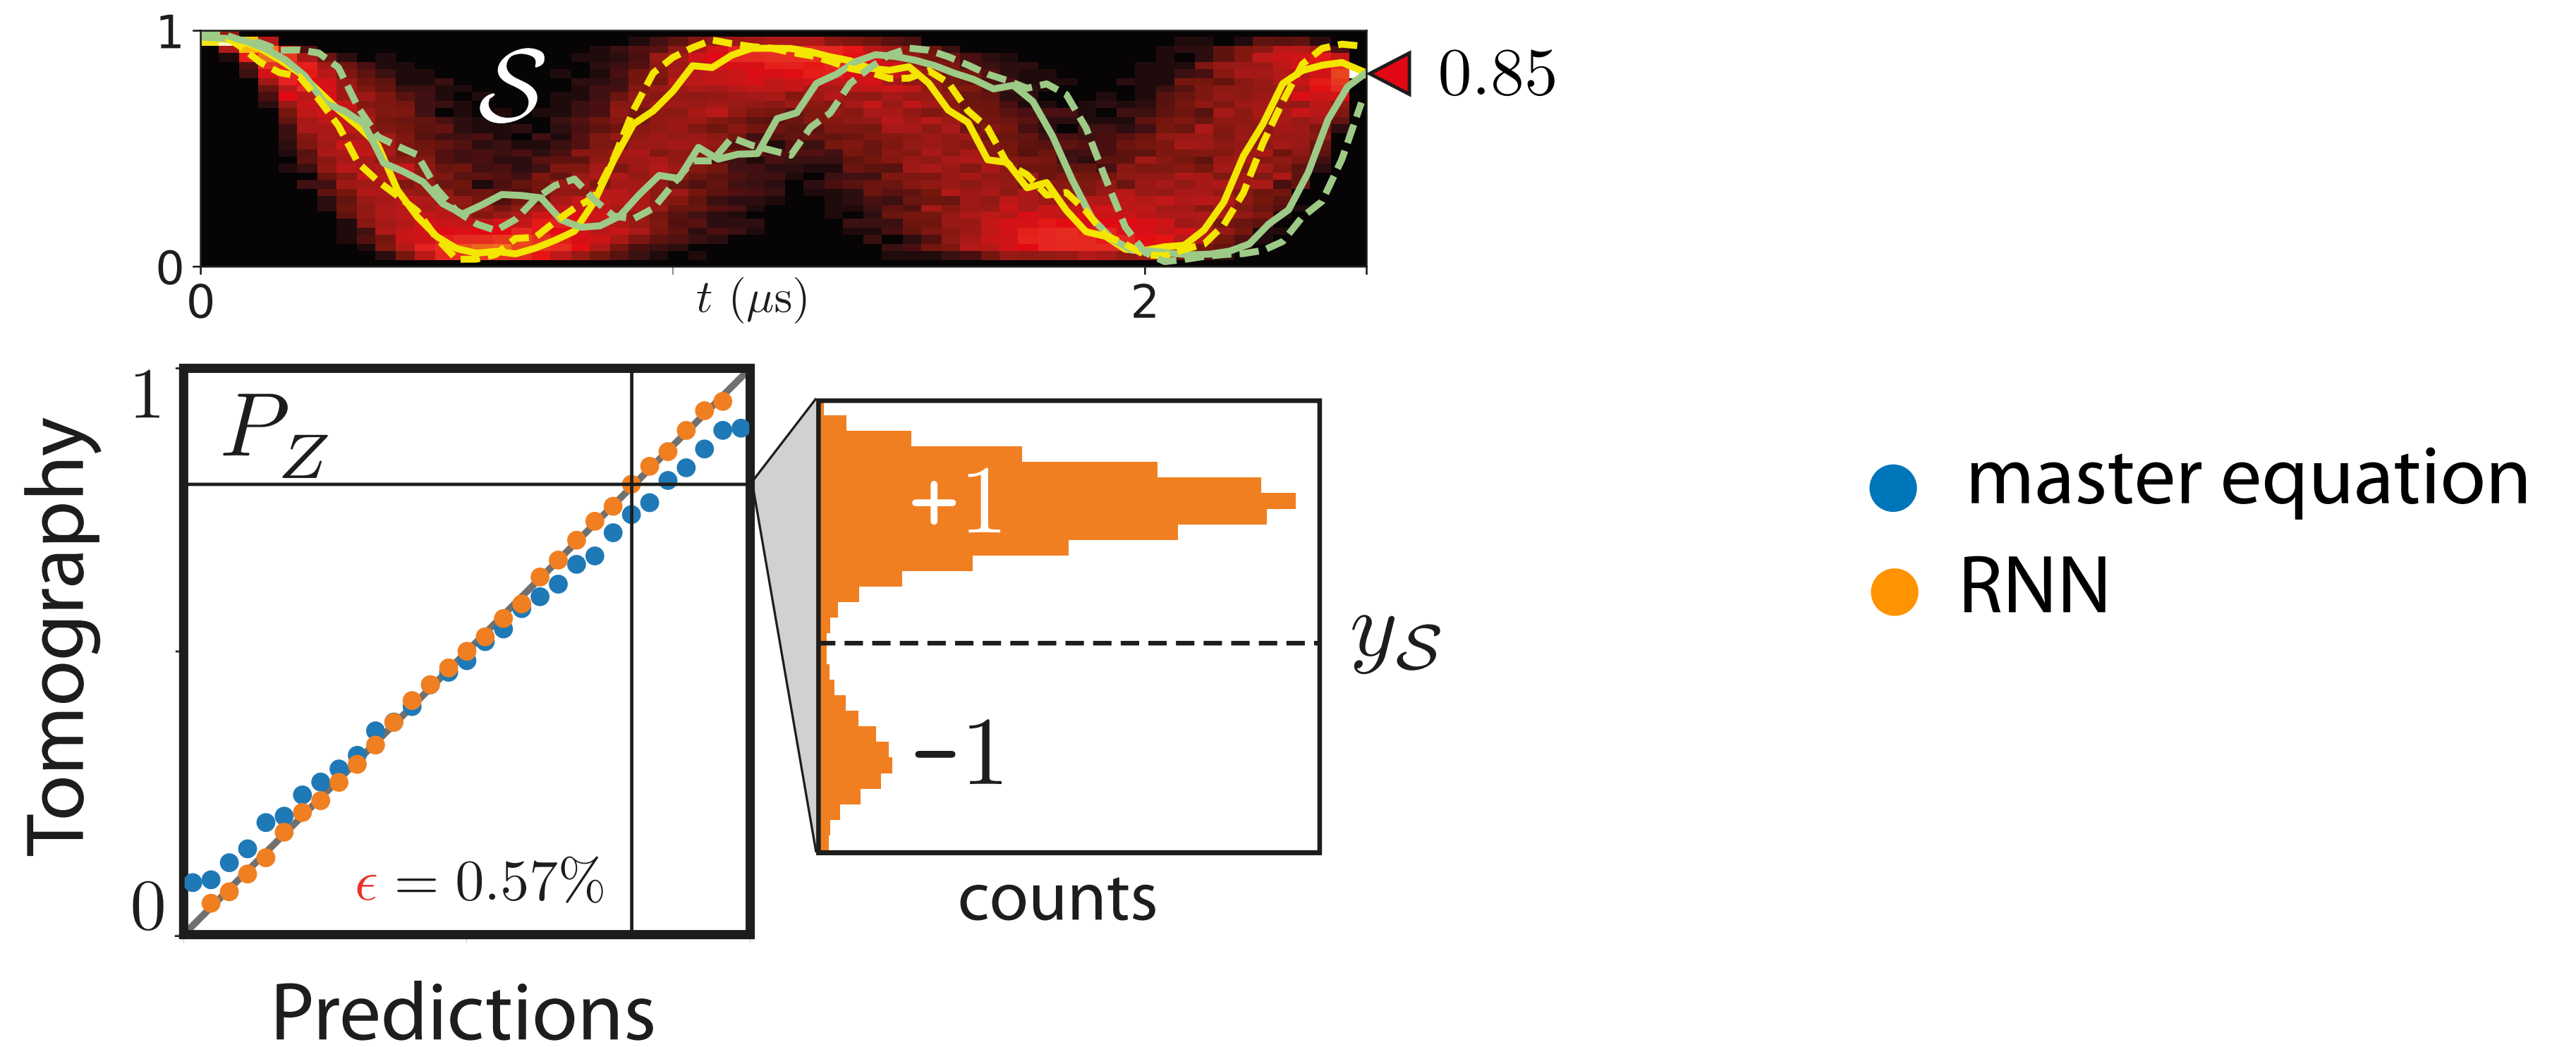 1
𝒮
0.85
0
0
t (μs)
2
Tomography
1
P_Z
0
ϵ = 0.57%
Predictions
+1
−1
y_𝒮
counts
master equation
RNN